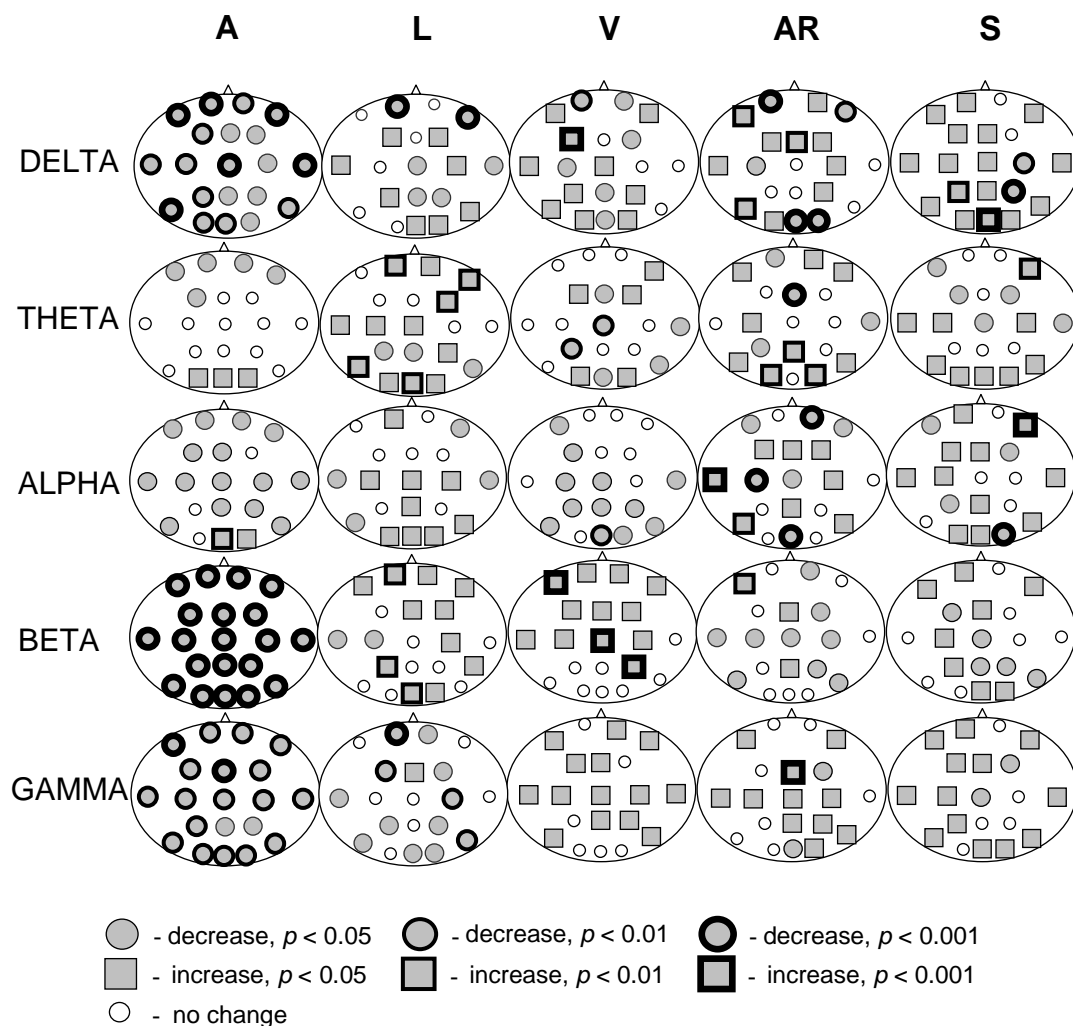 A L V AR S
DELTA
THETA
ALPHA
BETA
GAMMA
- decrease, p < 0.05 - decrease, p < 0.01 - decrease, p < 0.001
- increase, p < 0.05 - increase, p < 0.01 - increase, p < 0.001
- no change